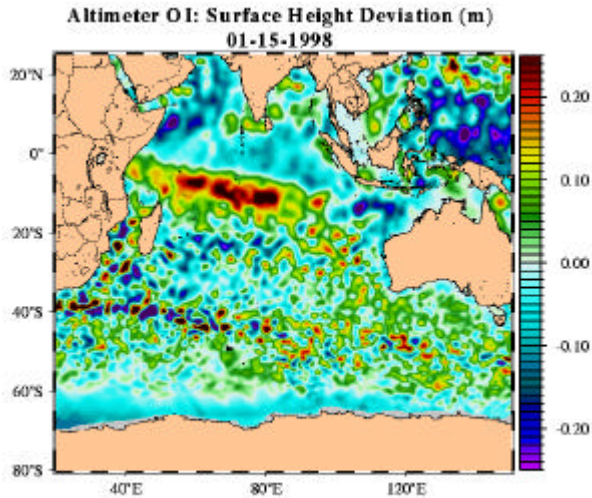 Altimeter OI: Surface Height Deviation (m)
01-15-1998
20°N
0°
20°S
40°S
60°S
80°S
40°E
80°E
120°E
0.20
0.10
0.00
-0.10
-0.20